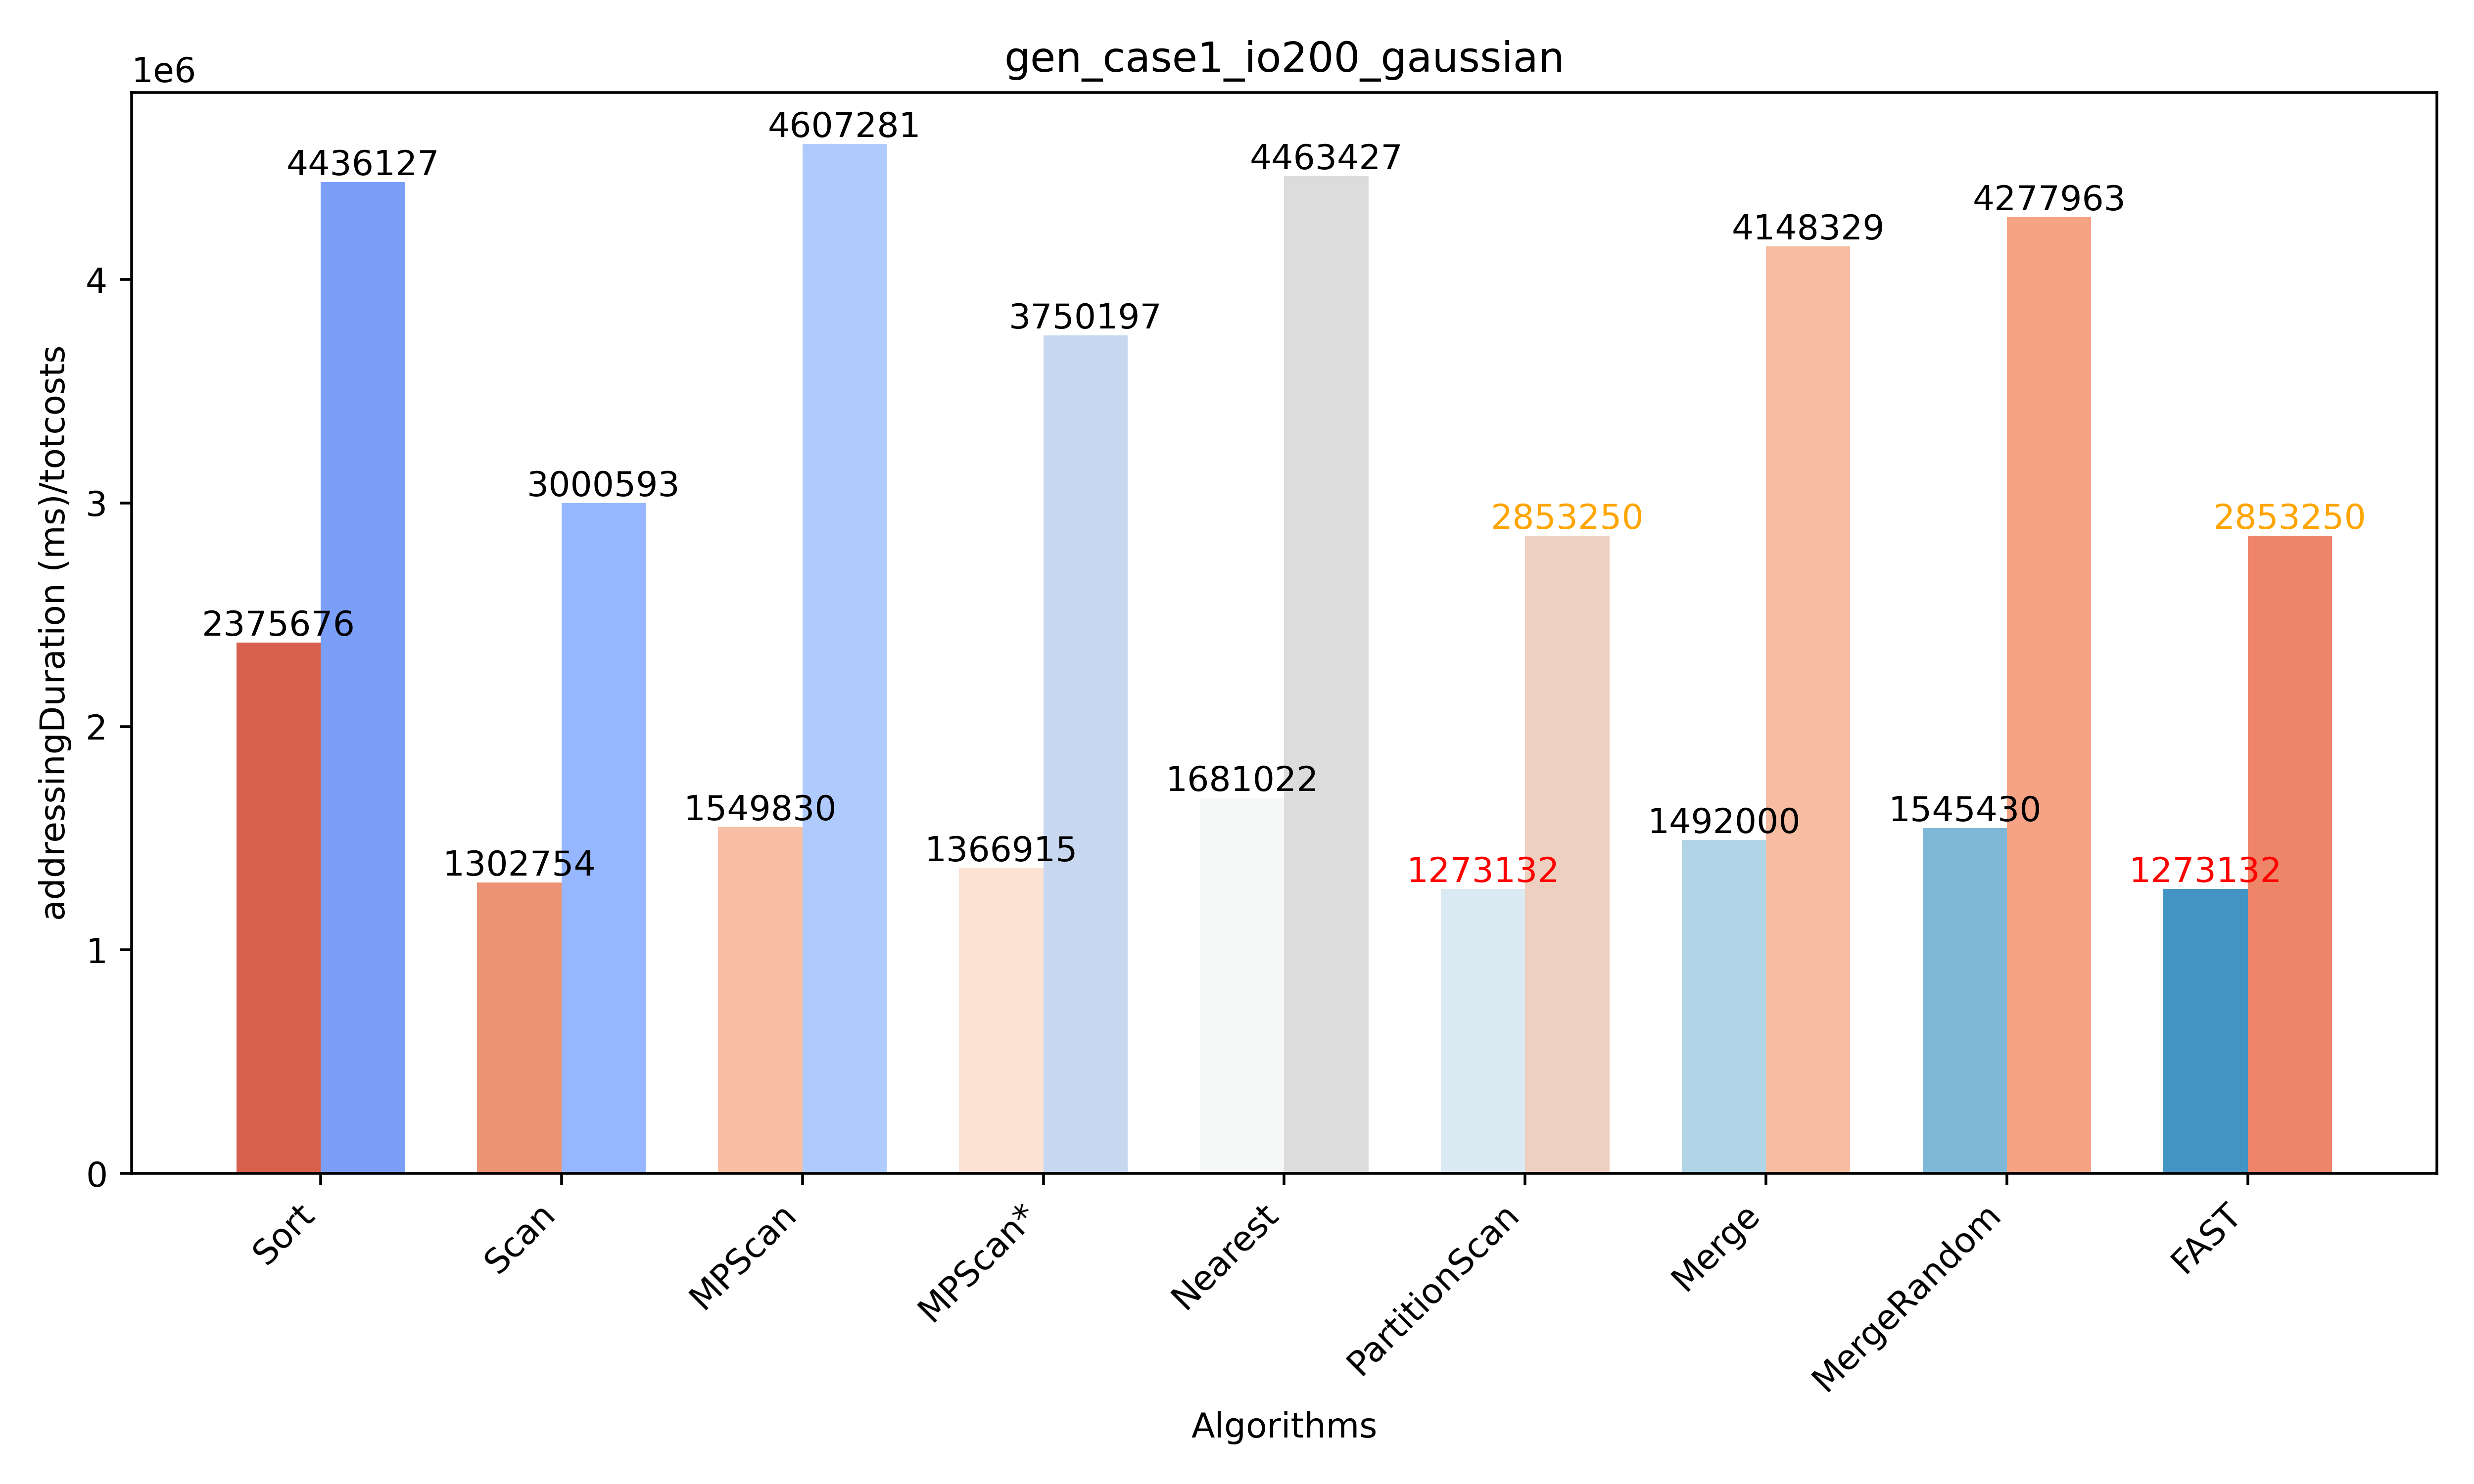 gen_case1_io200_gaussian
1e6
4607281
4436127
4463427
4277963
4148329
3750197
3000593
2853250
2853250
2375676
1681022
1549830
1545430
1492000
1366915
1302754
1273132
1273132
4
3
2
1
0
addressingDuration (ms)/totcosts
Sort
Scan
MPScan
MPScan*
Nearest
PartitionScan
Merge
MergeRandom
FAST
Algorithms